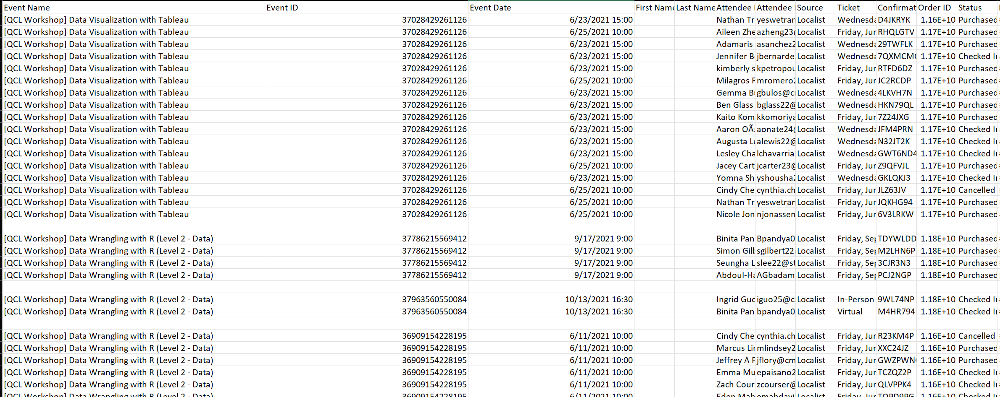 Event Name Event ID Event Date First Name Last Name Attendee Attendee Source Ticket Confirmat Order ID Status
[QCL Workshop] Data Visualization with Tableau 37028429261126 6/23/2021 15:00 Nathan Tr yeswetran Localist Wednesda D4JKRYK 1.16E+10 Purchased
[QCL Workshop] Data Visualization with Tableau 37028429261126 6/25/2021 10:00 Aileen Zhe azheng23 Localist Friday, Jur RHQLGTV 1.17E+10 Purchased
[QCL Workshop] Data Visualization with Tableau 37028429261126 6/23/2021 15:00 Adamaris asanchez2 Localist Wednesda 29TWFLK 1.17E+10 Purchased
[QCL Workshop] Data Visualization with Tableau 37028429261126 6/23/2021 15:00 Jennifer B jbernarde Localist Wednesda 7QXMCM 1.17E+10 Checked I
[QCL Workshop] Data Visualization with Tableau 37028429261126 6/23/2021 15:00 kimberly s kpetropou Localist Friday, Jur RTFD6DZ 1.17E+10 Purchased
[QCL Workshop] Data Visualization with Tableau 37028429261126 6/25/2021 10:00 Milagros R mromero2 Localist Friday, Jur JC2RCDP 1.17E+10 Purchased
[QCL Workshop] Data Visualization with Tableau 37028429261126 6/23/2021 15:00 Gemma B gbulos@c Localist Wednesda 4LKVH7N 1.17E+10 Purchased
[QCL Workshop] Data Visualization with Tableau 37028429261126 6/23/2021 15:00 Ben Glass bglass22@ Localist Wednesda HKN79QL 1.17E+10 Purchased
[QCL Workshop] Data Visualization with Tableau 37028429261126 6/23/2021 15:00 Kaito Kom kkomoriya Localist Friday, Jur 7Z24JXG 1.17E+10 Purchased
[QCL Workshop] Data Visualization with Tableau 37028429261126 6/23/2021 15:00 Aaron OÃ aonate24 Localist Wednesda JFM4PRN 1.17E+10 Checked I
[QCL Workshop] Data Visualization with Tableau 37028429261126 6/23/2021 15:00 Augusta L alewis22@ Localist Wednesda N32JT2K 1.17E+10 Checked I
[QCL Workshop] Data Visualization with Tableau 37028429261126 6/23/2021 15:00 Lesley Cha lchavarria Localist Wednesda GWT6ND4 1.17E+10 Checked I
[QCL Workshop] Data Visualization with Tableau 37028429261126 6/25/2021 10:00 Jacey Cart jcarter23@ Localist Friday, Jur Z9QFVJL 1.17E+10 Purchased
[QCL Workshop] Data Visualization with Tableau 37028429261126 6/23/2021 15:00 Yomna Sh yshousha2 Localist Wednesda GKLQKJ3 1.17E+10 Checked I
[QCL Workshop] Data Visualization with Tableau 37028429261126 6/25/2021 10:00 Cindy Che cynthia.ch Localist Friday, Jur JLZ63JV 1.17E+10 Cancelled
[QCL Workshop] Data Visualization with Tableau 37028429261126 6/25/2021 10:00 Nathan Tr yeswetran Localist Friday, Jur JQKHG94 1.17E+10 Purchased
[QCL Workshop] Data Visualization with Tableau 37028429261126 6/25/2021 10:00 Nicole Jon njonassen Localist Friday, Jur 6V3LRKW 1.17E+10 Purchased
[QCL Workshop] Data Wrangling with R (Level 2 - Data) 37786215569412 9/17/2021 9:00 Binita Pan Bpandya0 Localist Friday, Sep TDYWLDD 1.18E+10 Purchased
[QCL Workshop] Data Wrangling with R (Level 2 - Data) 37786215569412 9/17/2021 9:00 Simon Gilb sgilbert22 Localist Friday, Sep M2LHN6P 1.18E+10 Purchased
[QCL Workshop] Data Wrangling with R (Level 2 - Data) 37786215569412 9/17/2021 9:00 Seungha L slee22@st Localist Friday, Sep 3CJR3N3 1.18E+10 Purchased
[QCL Workshop] Data Wrangling with R (Level 2 - Data) 37786215569412 9/17/2021 9:00 Abdoul-Ha AGbadam Localist Friday, Sep PCJ2NGP 1.18E+10 Purchased
[QCL Workshop] Data Wrangling with R (Level 2 - Data) 37963560550084 10/13/2021 16:30 Ingrid Guo iguo25@c Localist In-Person 9WL74NP 1.18E+10 Checked I
[QCL Workshop] Data Wrangling with R (Level 2 - Data) 37963560550084 10/13/2021 16:30 Binita Pan bpandya0 Localist Virtual M4HR794 1.18E+10 Checked I
[QCL Workshop] Data Wrangling with R (Level 2 - Data) 36909154228195 6/11/2021 10:00 Cindy Che cynthia.ch Localist Friday, Jur R23KM4P 1.16E+10 Cancelled
[QCL Workshop] Data Wrangling with R (Level 2 - Data) 36909154228195 6/11/2021 10:00 Marcus Lin mlindsey2 Localist Friday, Jur XXC24JZ 1.16E+10 Purchased
[QCL Workshop] Data Wrangling with R (Level 2 - Data) 36909154228195 6/11/2021 10:00 Jeffrey A F jflory@cm Localist Friday, Jur GWZPWN 1.16E+10 Purchased
[QCL Workshop] Data Wrangling with R (Level 2 - Data) 36909154228195 6/11/2021 10:00 Emma Mu epaisano2 Localist Friday, Jur TCZQZ2P 1.16E+10 Checked I
[QCL Workshop] Data Wrangling with R (Level 2 - Data) 36909154228195 6/11/2021 10:00 Zach Cour zcourser@ Localist Friday, Jur QLVPPK4 1.16E+10 Checked I
[QCL Workshop] Data Wrangling with R (Level 2 - Data) 36909154228195 6/11/2021 10:00 Localist Friday, Jur 1.16E+10 Checked I